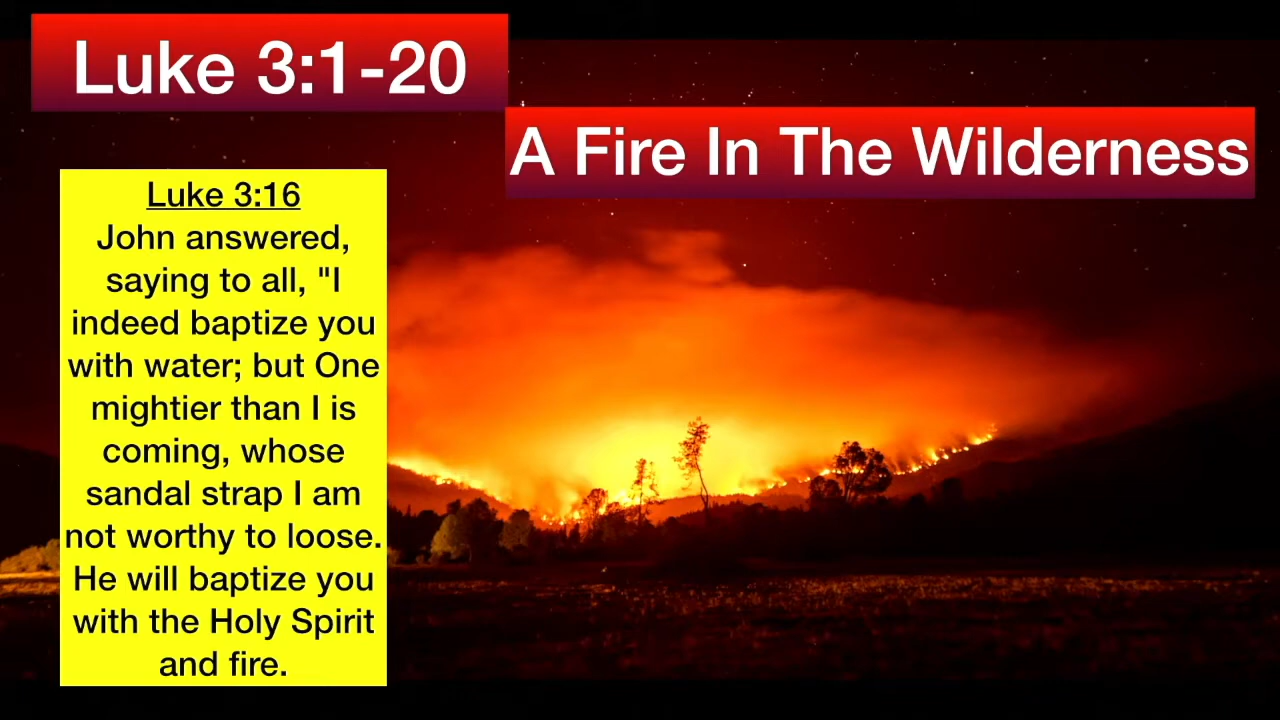 Luke 3:1-20
A Fire In The Wilderness
Luke 3:16
John answered,
saying to all, "I
indeed baptize you
with water; but One
mightier than I is
coming, whose
sandal strap I am
not worthy to loose.
He will baptize you
with the Holy Spirit
and fire.